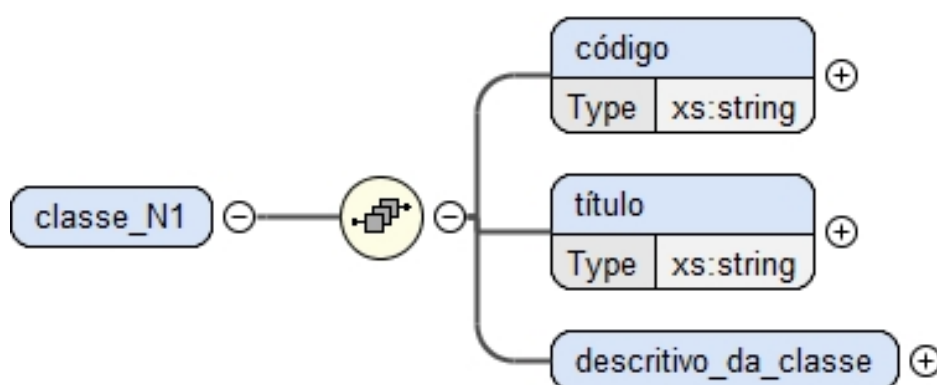 código
Type xs:string
classe_N1
título
Type xs:string
descritivo_da_classe